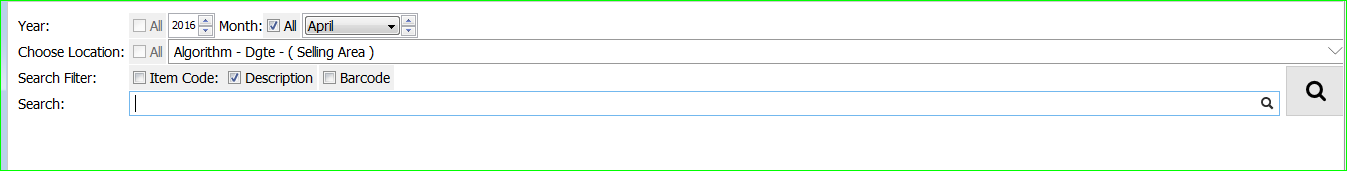 Year: All 2016 Month: All April
Choose Location: All Algorithm - Dgte - ( Selling Area )
Search Filter: Item Code: Description Barcode
Search: